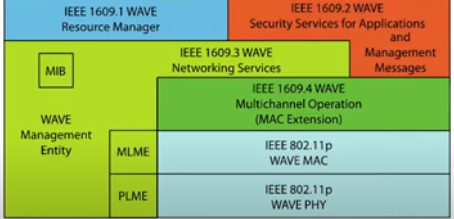 IEEE 1609.1 WAVE
Resource Manager
IEEE 1609.2 WAVE
Security Services for Applications
and
Management
Messages
IEEE 1609.3 WAVE
Networking Services
MIB
IEEE 1609.4 WAVE
Multichannel Operation
(MAC Extension)
WAVE
Management
Entity
MLME
IEEE 802.11p
WAVE MAC
PLME
IEEE 802.11p
WAVE PHY